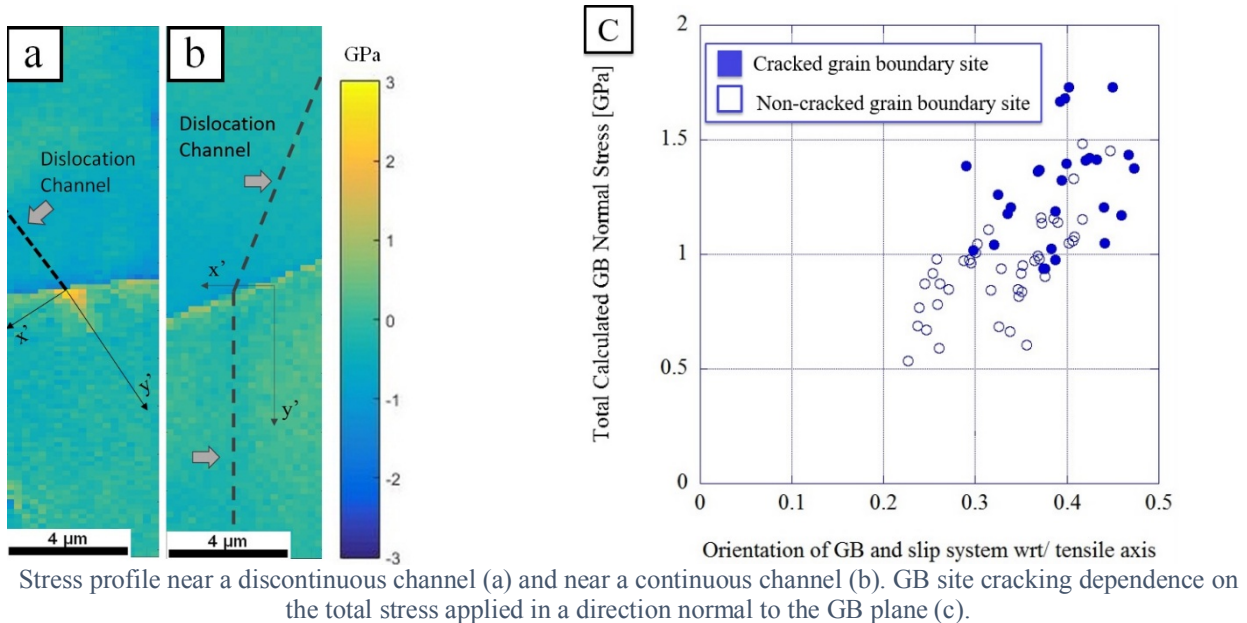 a
Dislocation
Channel
x'
y'
4 µm
b
Dislocation
Channel
x'
y'
4 µm
GPa
3
2
1
0
-1
-2
-3
C
Total Calculated GB Normal Stress [GPa]
2
1.5
1
0.5
0
Cracked grain boundary site
Non-cracked grain boundary site
0 0.1 0.2 0.3 0.4 0.5
Orientation of GB and slip system wrt/ tensile axis
Stress profile near a discontinuous channel (a) and near a continuous channel (b). GB site cracking dependence on
the total stress applied in a direction normal to the GB plane (c).